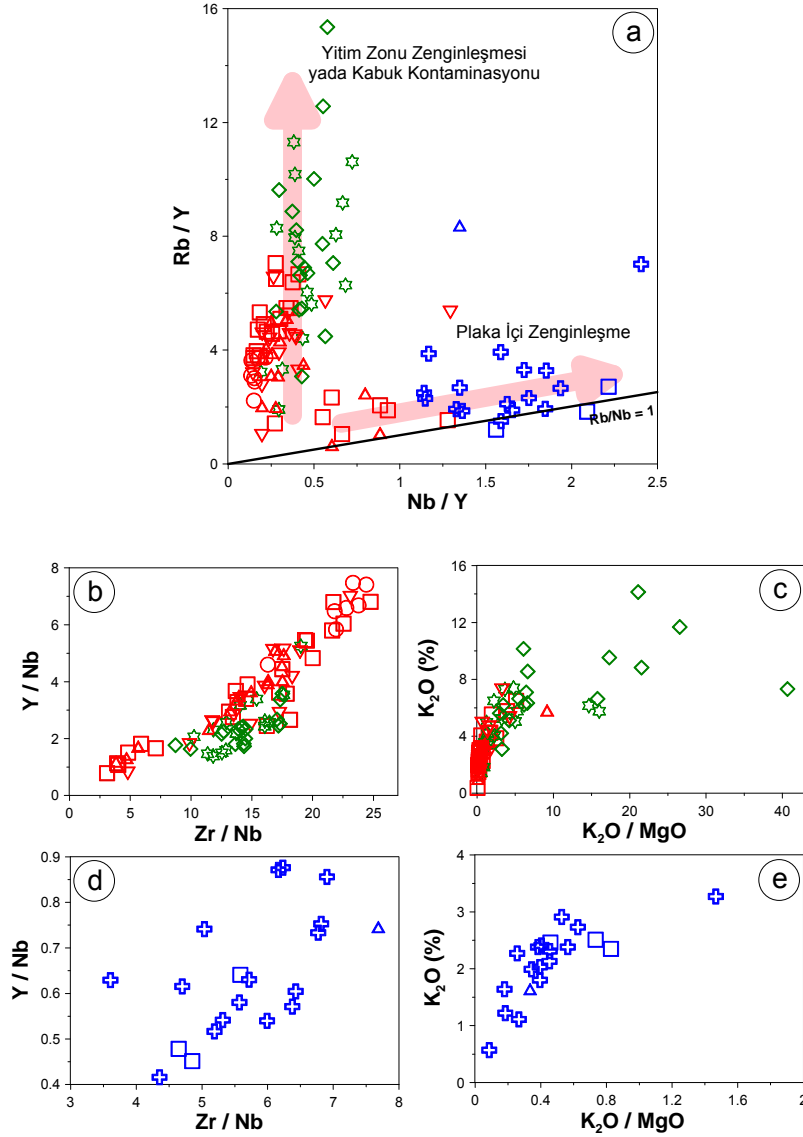 16
12
8
4
0
Rb / Y
a
Yitim Zonu Zenginleşmesi
yada Kabuk Kontaminasyonu
Plaka İçi Zenginleşme
Rb/Nb = 1
0 0.5 1 1.5 2 2.5
Nb / Y
8
6
4
2
0
Y / Nb
b
0 5 10 15 20 25
Zr / Nb
16
12
8
4
0
K2O (%)
c
0 10 20 30 40
K2O / MgO
0.9
0.8
0.7
0.6
0.5
0.4
Y / Nb
d
3 4 5 6 7 8
Zr / Nb
4
3
2
1
0
K2O (%)
e
0 0.4 0.8 1.2 1.6 2
K2O / MgO